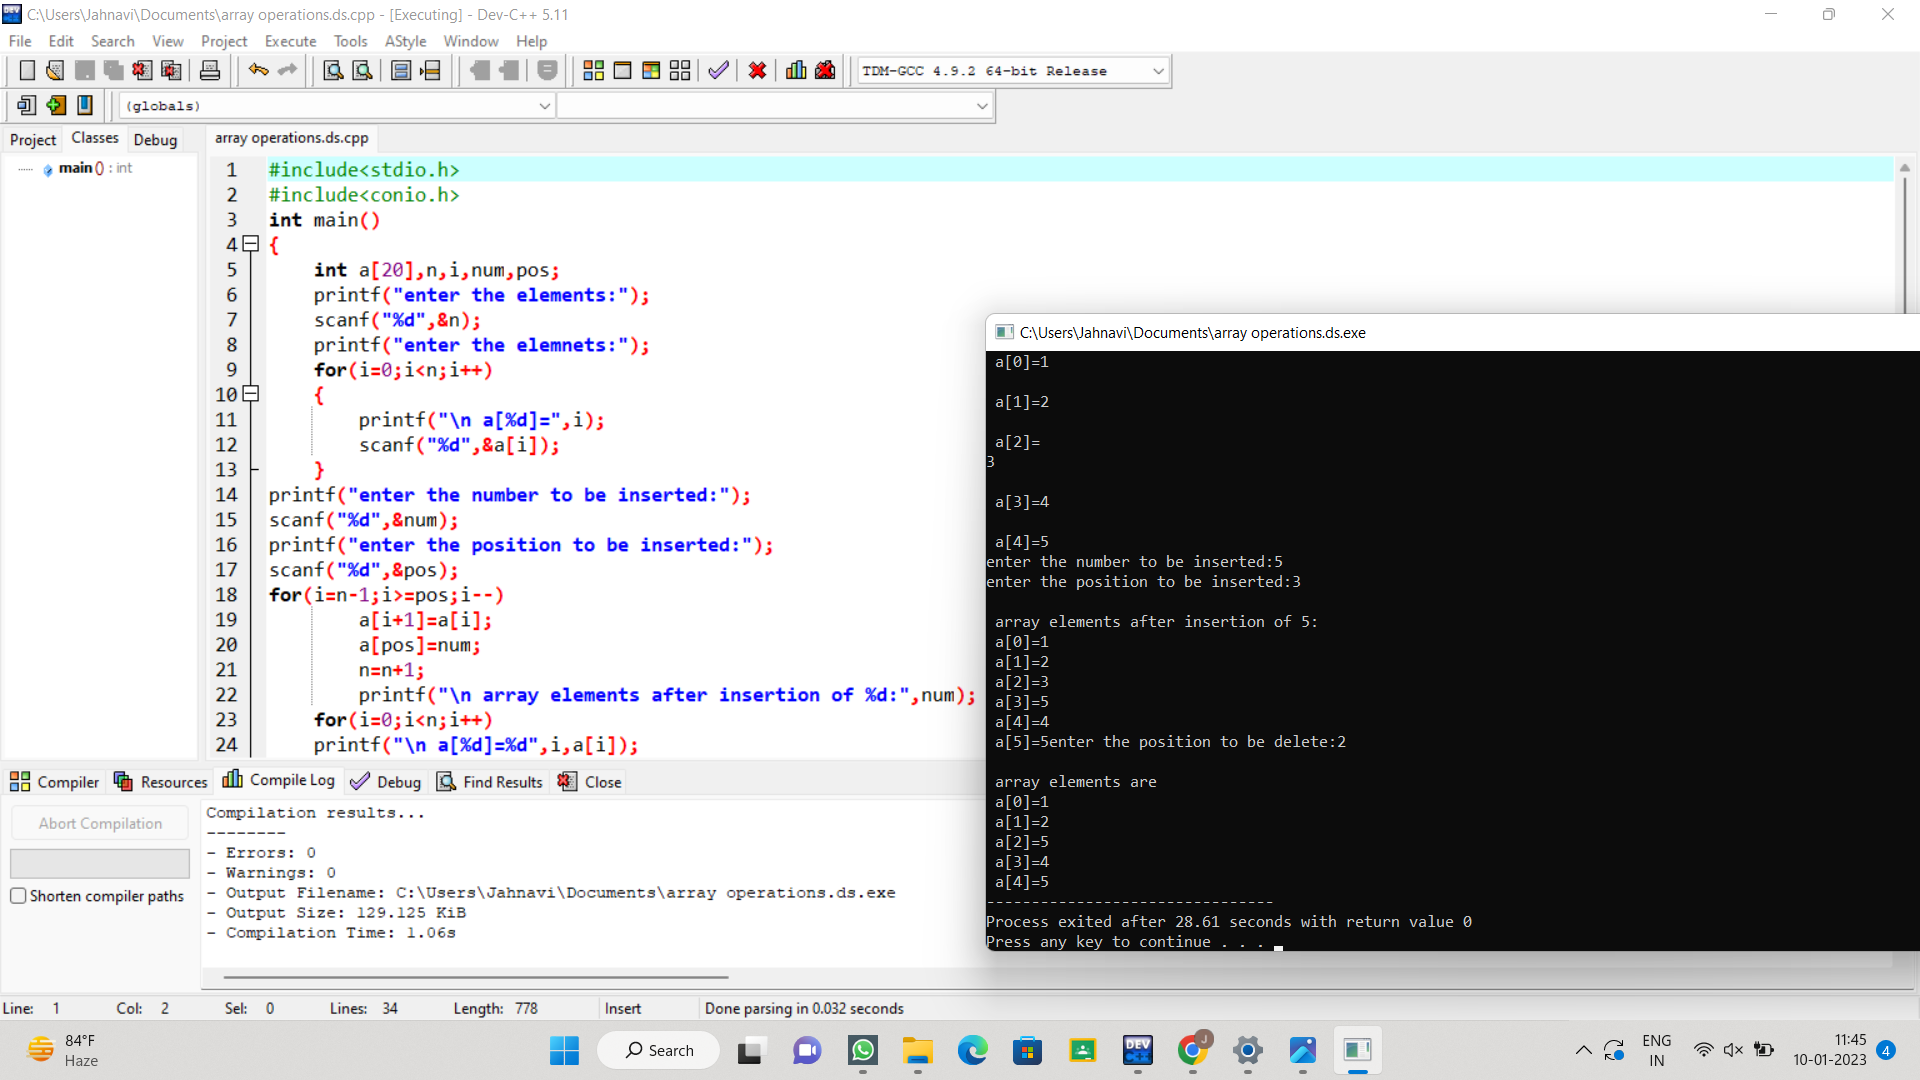 C:\Users\Jahnavi\Documents\array operations.ds.cpp - [Executing] - Dev-C++ 5.11
File Edit Search View Project Execute Tools AStyle Window Help
TDM-GCC 4.9.2 64-bit Release
(globals)
Project Classes Debug
array operations.ds.cpp
main () : int
1 #include<stdio.h>
2 #include<conio.h>
3 int main()
4 {
5 int a[20],n,i,num,pos;
6 printf("enter the elements:");
7 scanf("%d",&n);
8 printf("enter the elemnets:");
9 for(i=0;i<n;i++)
10 {
11 printf("\n a[%d]=",i);
12 scanf("%d",&a[i]);
13 }
14 printf("enter the number to be inserted:");
15 scanf("%d",&num);
16 printf("enter the position to be inserted:");
17 scanf("%d",&pos);
18 for(i=n-1;i>=pos;i--)
19 a[i+1]=a[i];
20 a[pos]=num;
21 n=n+1;
22 printf("\n array elements after insertion of %d:",num);
23 for(i=0;i<n;i++)
24 printf("\n a[%d]=%d",i,a[i]);
C:\Users\Jahnavi\Documents\array operations.ds.exe
a[0]=1
a[1]=2
a[2]=
3
a[3]=4
a[4]=5
enter the number to be inserted:5
enter the position to be inserted:3
array elements after insertion of 5:
a[0]=1
a[1]=2
a[2]=3
a[3]=5
a[4]=4
a[5]=5enter the position to be delete:2
array elements are
a[0]=1
a[1]=2
a[2]=5
a[3]=4
a[4]=5
--------------------------------
Process exited after 28.61 seconds with return value 0
Press any key to continue . . .
Compiler Resources Compile Log Debug Find Results Close
Abort Compilation
Shorten compiler paths
Compilation results...
--------
- Errors: 0
- Warnings: 0
- Output Filename: C:\Users\Jahnavi\Documents\array operations.ds.exe
- Output Size: 129.125 KiB
- Compilation Time: 1.06s
Line: 1 Col: 2 Sel: 0 Lines: 34 Length: 778 Insert Done parsing in 0.032 seconds
84°F
Haze
Search
DEV
C++
J
ENG
IN
11:45
10-01-2023
4